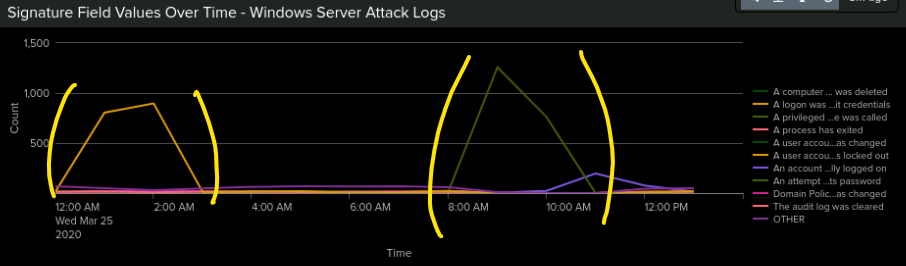 Signature Field Values Over Time - Windows Server Attack Logs
1,500
1,000
500
Count
12:00 AM
Wed Mar 25
2020
2:00 AM
4:00 AM
6:00 AM
8:00 AM
10:00 AM
12:00 PM
Time
A computer ... was deleted
A logon was ...it credentials
A privileged ...e was called
A process has exited
A user accou...as changed
A user accou...s locked out
An account ...lly logged on
An attempt ...ts password
Domain Polic...as changed
The audit log was cleared
OTHER